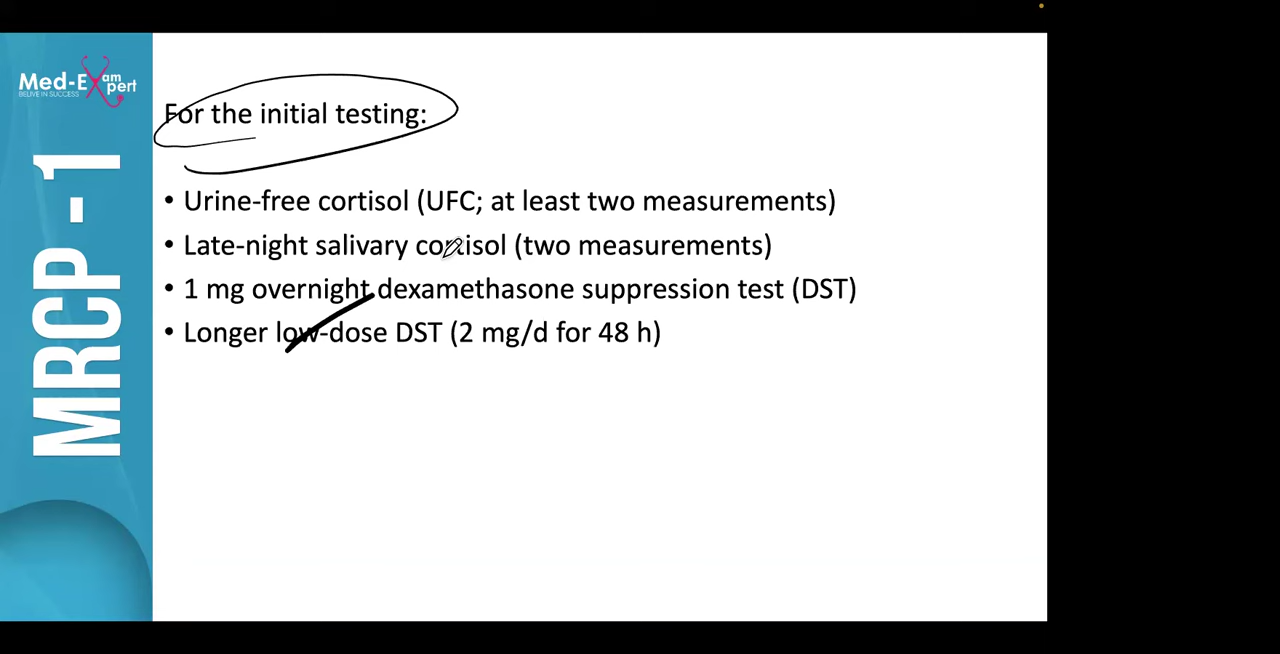 Med-Exam
Expert
BELIVE IN SUCCESS
MRCP - 1
For the initial testing:
• Urine-free cortisol (UFC; at least two measurements)
• Late-night salivary cortisol (two measurements)
• 1 mg overnight dexamethasone suppression test (DST)
• Longer low-dose DST (2 mg/d for 48 h)